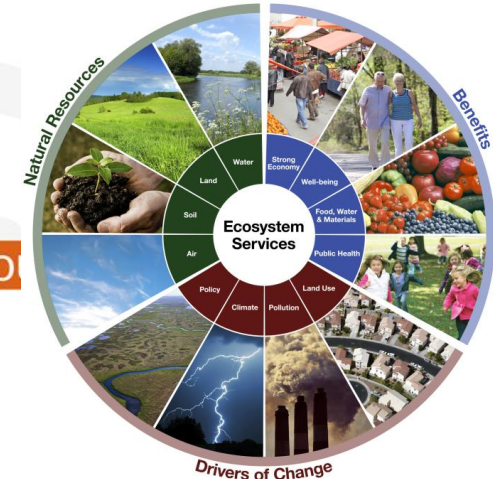 Natural Resources
Benefits
Water
Strong
Economy
Land
Well-being
Soil
Food, Water
& Materials
Ecosystem
Services
Air
Public Health
Policy
Land Use
Climate
Pollution
Drivers of Change